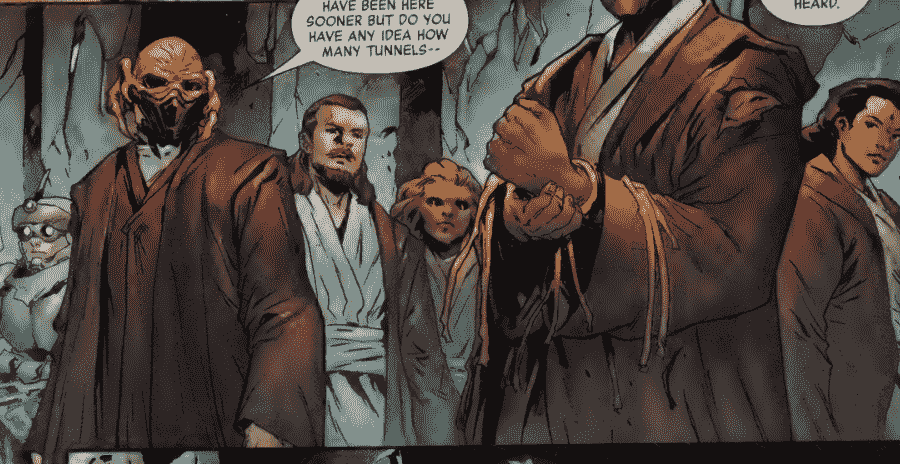 HAVE BEEN HERE
SOONER BUT DO YOU
HAVE ANY IDEA HOW
MANY TUNNELS--
HEARD.